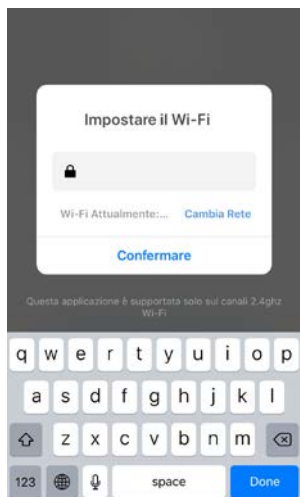 Impostare il Wi-Fi
Wi-Fi Attualmente:... Cambia Rete
Confermare
Questa applicazione è supportata solo sui canali 2.4ghz
Wi-Fi
q w e r t y u i o p
a s d f g h j k l
z x c v b n m
123 space Done